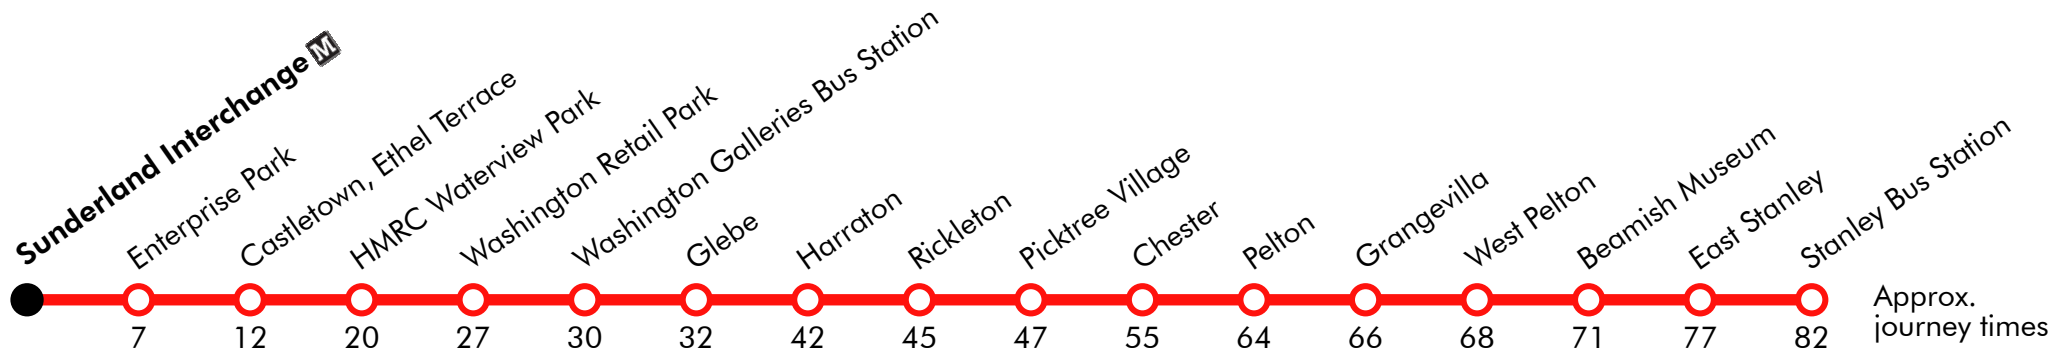 Sunderland Interchange M
Enterprise Park
Castletown, Ethel Terrace
HMRC Waterview Park
Washington Retail Park
Washington Galleries Bus Station
Glebe
Harraton
Rickleton
Picktree Village
Chester
Pelton
Grangevilla
West Pelton
Beamish Museum
East Stanley
Stanley Bus Station
7 12 20 27 30 32 42 45 47 55 64 66 68 71 77 82
Approx.
journey times